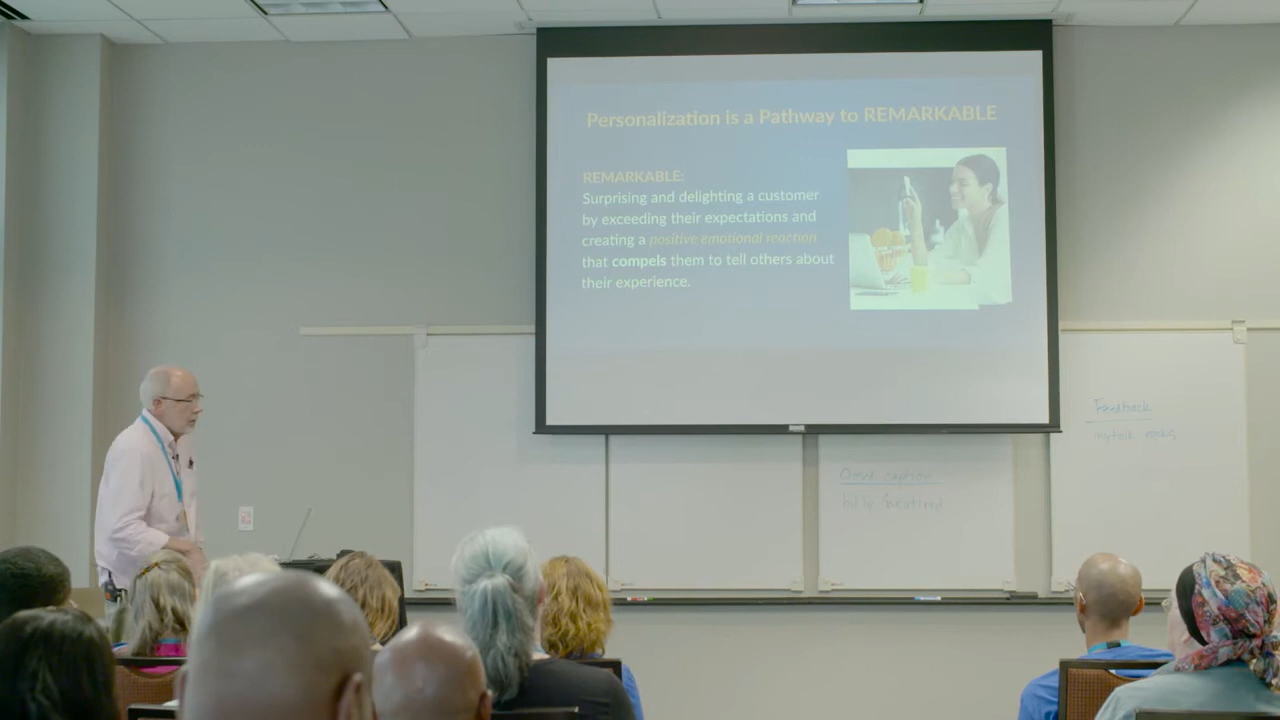 Personalization is a Pathway to REMARKABLE
REMARKABLE:
Surprising and delighting a customer
by exceeding their expectations and
creating a positive emotional reaction
that compels them to tell others about
their experience.
Feedback